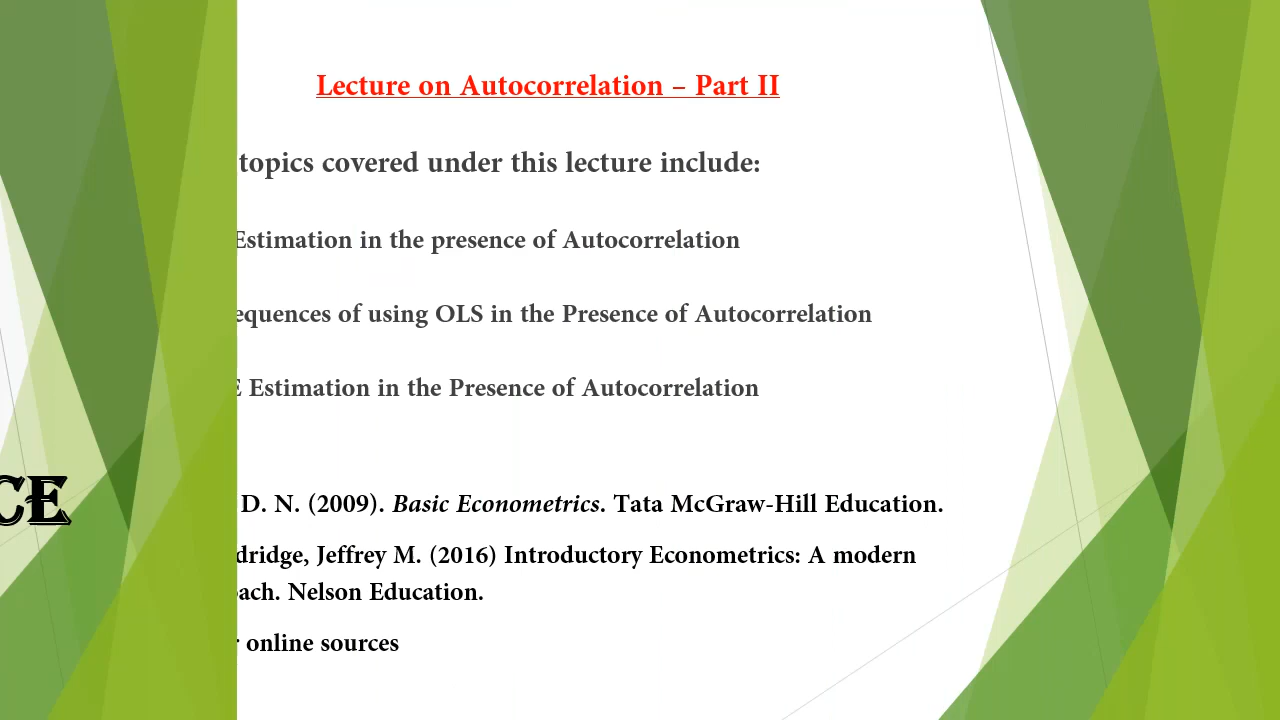 Lecture on Autocorrelation – Part II
topics covered under this lecture include:
Estimation in the presence of Autocorrelation
equences of using OLS in the Presence of Autocorrelation
E Estimation in the Presence of Autocorrelation
CE
D. N. (2009). Basic Econometrics. Tata McGraw-Hill Education.
dridge, Jeffrey M. (2016) Introductory Econometrics: A modern
ach. Nelson Education.
r online sources